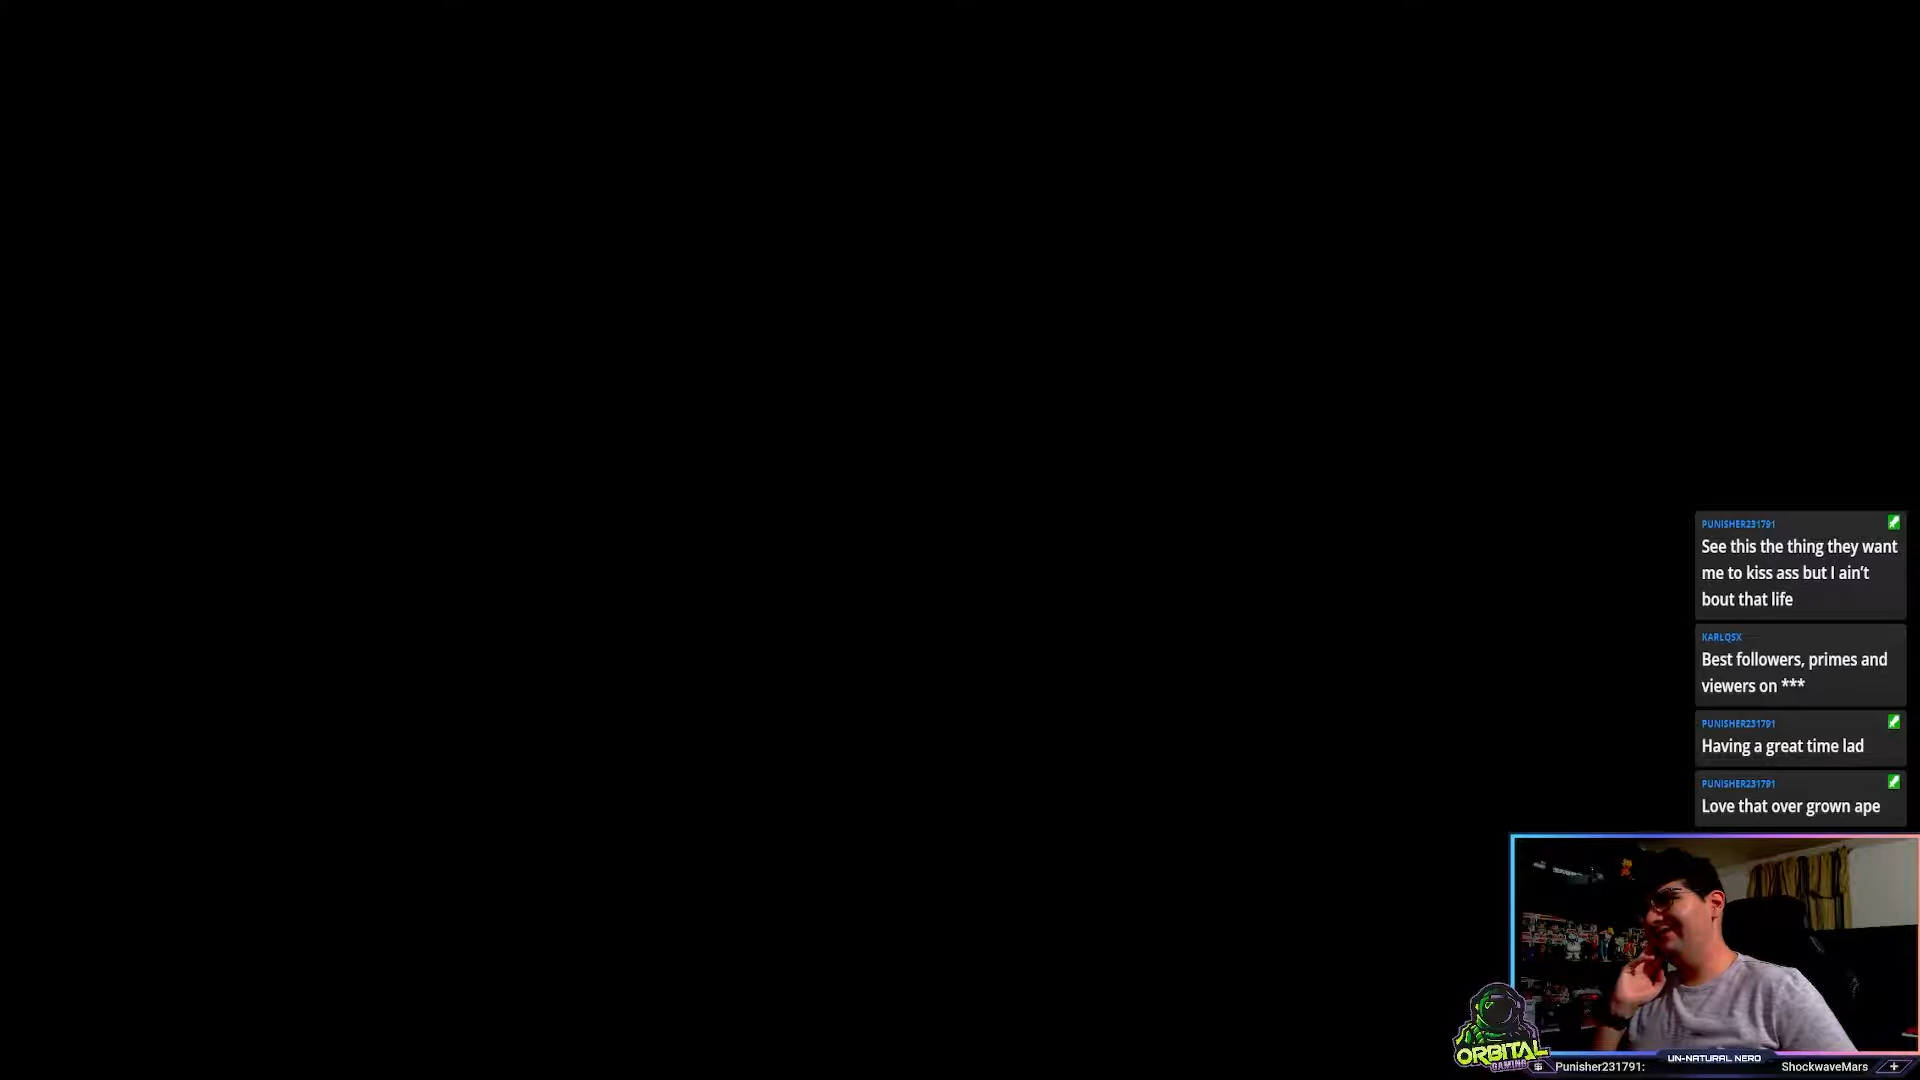 PUNISHER231791
See this the thing they want
me to kiss ass but I ain't
bout that life
KARLQSX
Best followers, primes and
viewers on ***
PUNISHER231791
Having a great time lad
PUNISHER231791
Love that over grown ape
ORBITAL
GAMING
UN-NATURAL NERO
Punisher231791:
ShockwaveMars